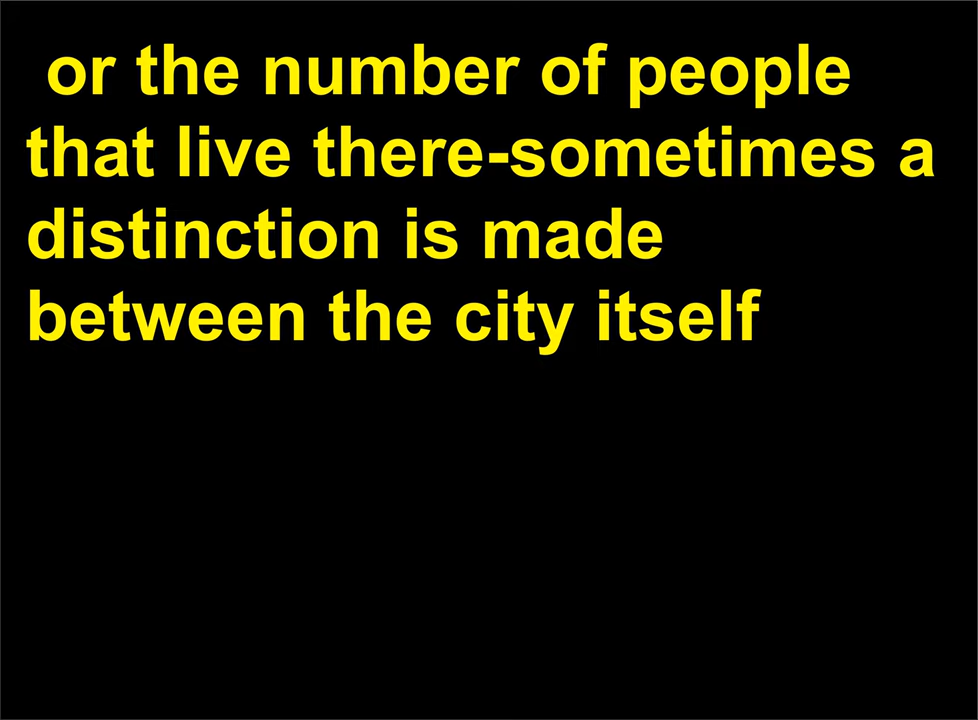 or the number of people
that live there-sometimes a
distinction is made
between the city itself